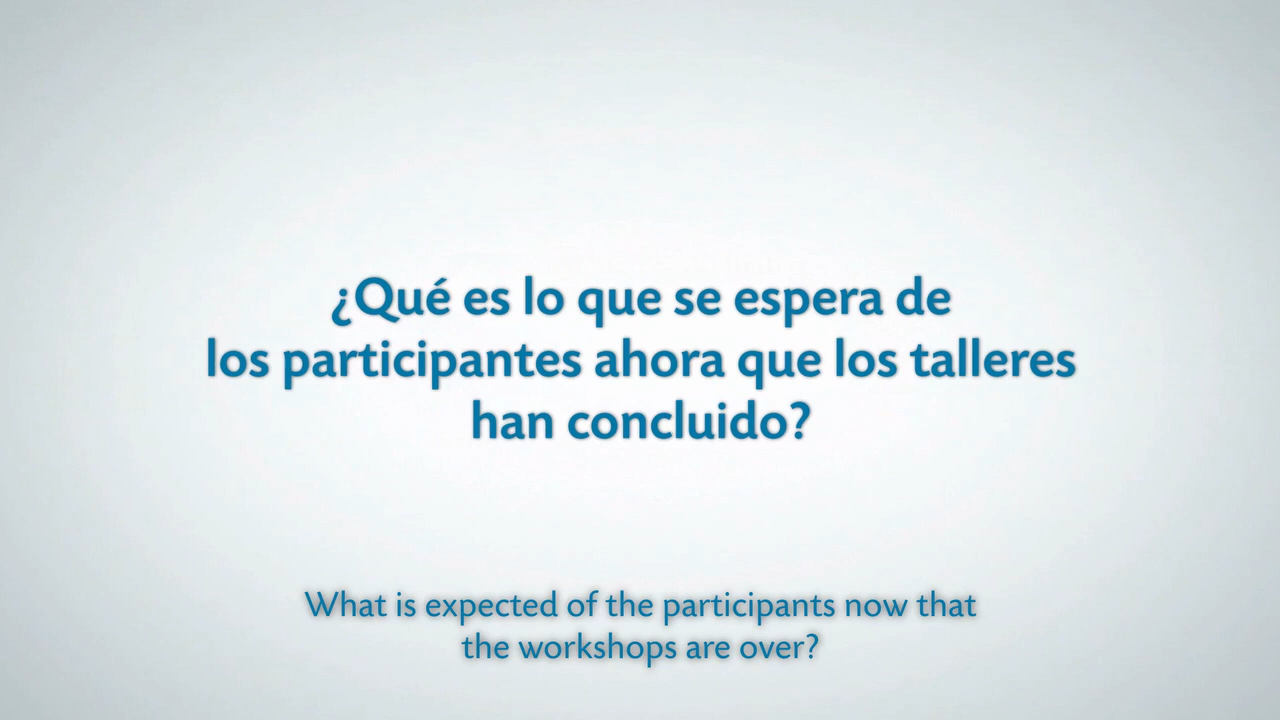 ¿Qué es lo que se espera de
los participantes ahora que los talleres
han concluido?
What is expected of the participants now that
the workshops are over?